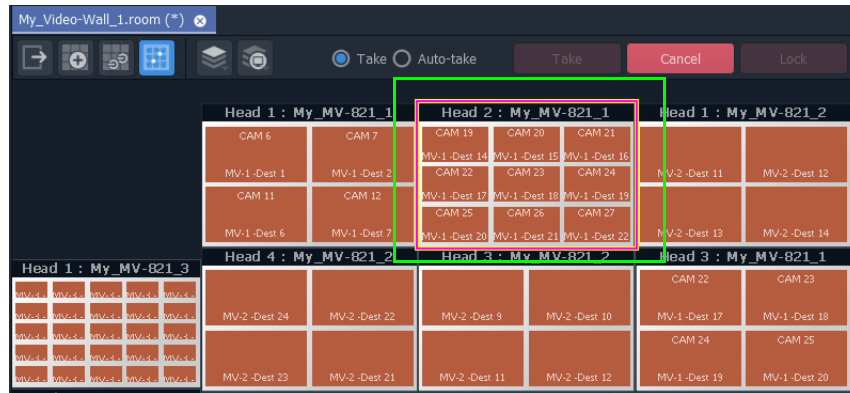 My_Video-Wall_1.room (*)
Take Auto-take Take Cancel Lock
Head 1 : My_MV-821_1
CAM 6 CAM 7
MV-1 -Dest 1 MV-1 -Dest 2
CAM 11 CAM 12
MV-1 -Dest 6 MV-1 -Dest 7
Head 2 : My_MV-821_1
CAM 19 CAM 20 CAM 21
MV-1 -Dest 14 MV-1 -Dest 15 MV-1 -Dest 16
CAM 22 CAM 23 CAM 24
MV-1 -Dest 17 MV-1 -Dest 18 MV-1 -Dest 19
CAM 25 CAM 26 CAM 27
MV-1 -Dest 20 MV-1 -Dest 21 MV-1 -Dest 22
Head 1 : My_MV-821_2
MV-2 -Dest 11 MV-2 -Dest 12
MV-2 -Dest 13 MV-2 -Dest 14
Head 1 : My_MV-821_3
Head 4 : My_MV-821_2
MV-2 -Dest 24 MV-2 -Dest 22
MV-2 -Dest 23 MV-2 -Dest 21
Head 3 : My_MV-821_2
MV-2 -Dest 9 MV-2 -Dest 10
MV-2 -Dest 11 MV-2 -Dest 12
Head 3 : My_MV-821_1
CAM 22 CAM 23
MV-1 -Dest 17 MV-1 -Dest 18
CAM 24 CAM 25
MV-1 -Dest 19 MV-1 -Dest 20